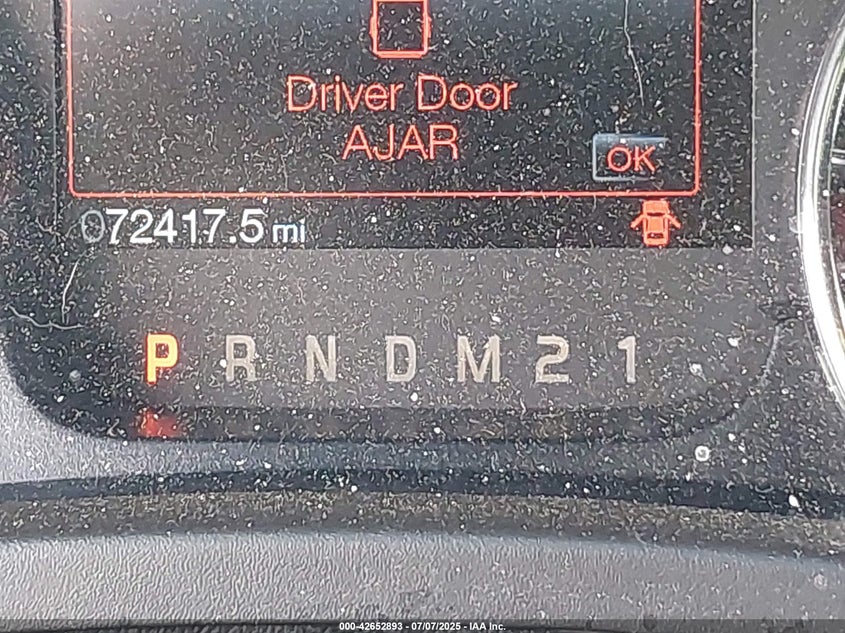 Driver Door
AJAR
OK
072417.5 mi
P R N D M 2 1
000-42652893 - 07/07/2025 - IAA Inc.